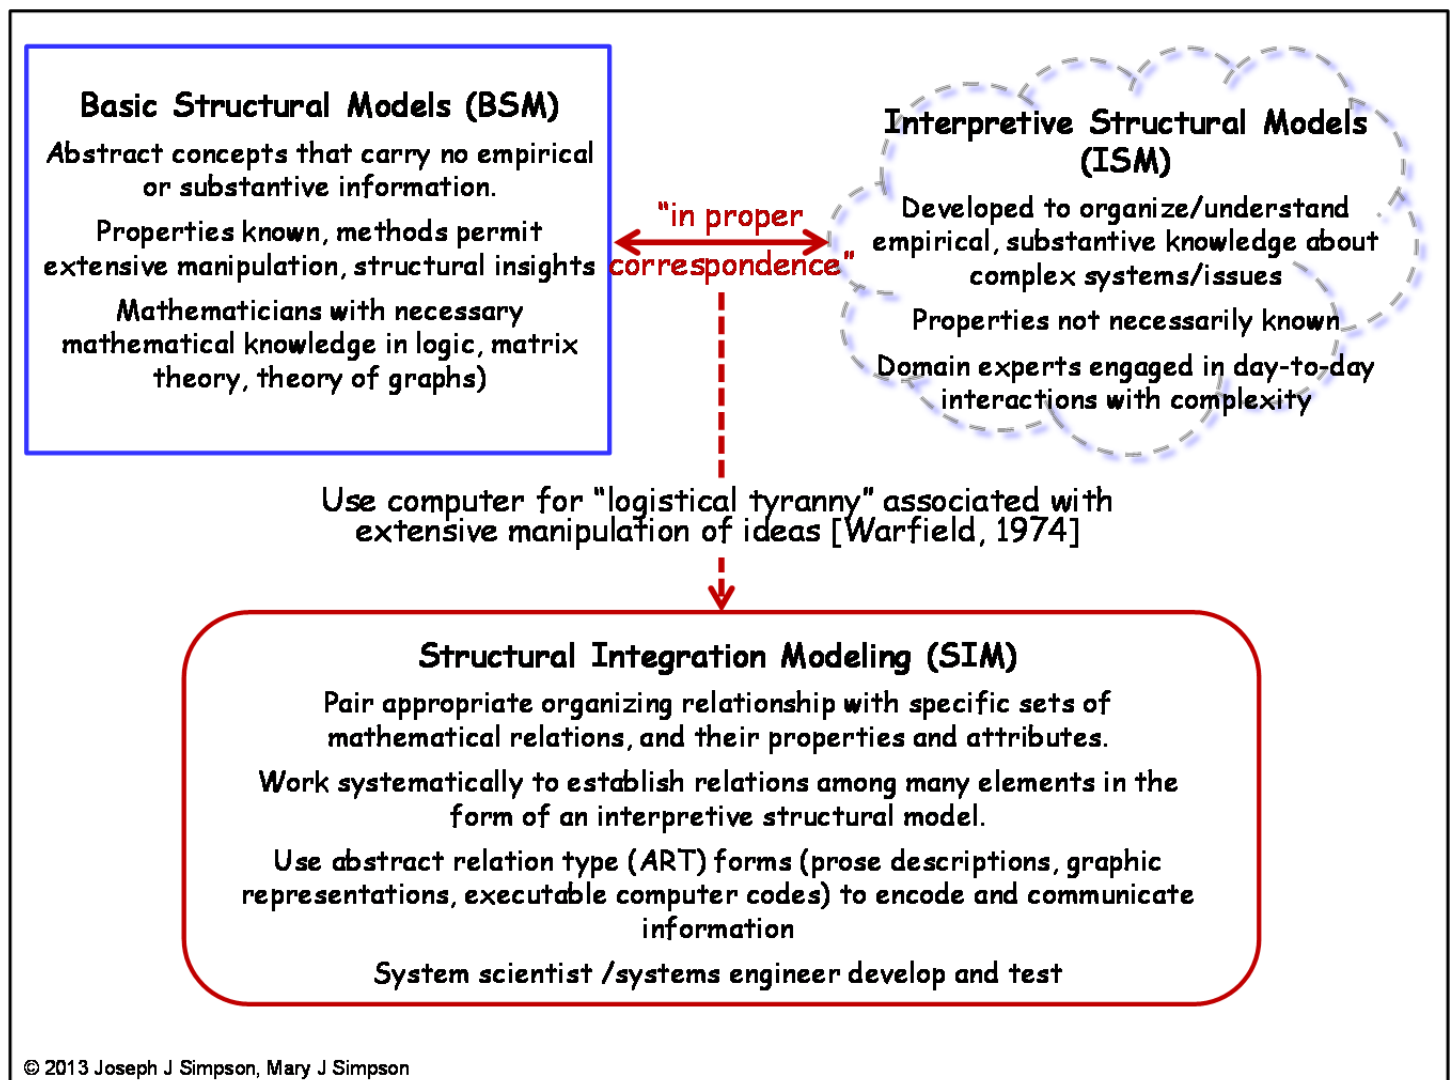 Basic Structural Models (BSM)
Abstract concepts that carry no empirical
or substantive information.
Properties known, methods permit
extensive manipulation, structural insights
Mathematicians with necessary
mathematical knowledge in logic, matrix
theory, theory of graphs)
"in proper
correspondence"
Interpretive Structural Models
(ISM)
Developed to organize/understand
empirical, substantive knowledge about
complex systems/issues
Properties not necessarily known
Domain experts engaged in day-to-day
interactions with complexity
Use computer for "logistical tyranny" associated with
extensive manipulation of ideas [Warfield, 1974]
Structural Integration Modeling (SIM)
Pair appropriate organizing relationship with specific sets of
mathematical relations, and their properties and attributes.
Work systematically to establish relations among many elements in the
form of an interpretive structural model.
Use abstract relation type (ART) forms (prose descriptions, graphic
representations, executable computer codes) to encode and communicate
information
System scientist /systems engineer develop and test
© 2013 Joseph J Simpson, Mary J Simpson